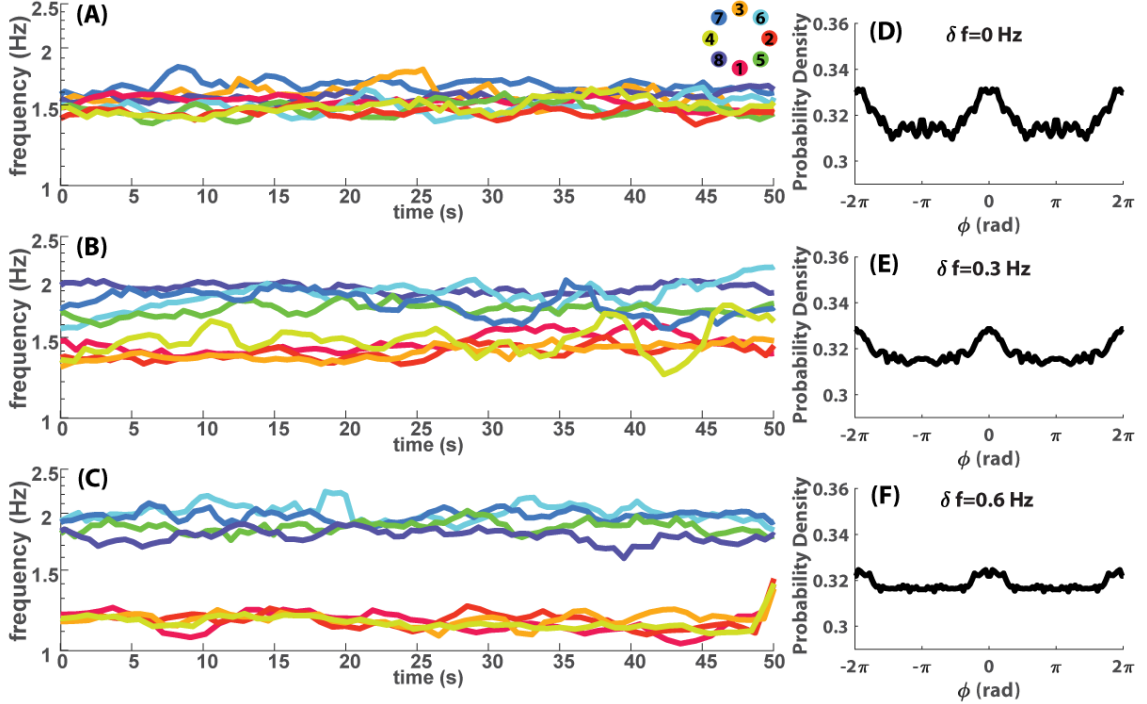 (A)
frequency (Hz)
2.5
2
1.5
1
0 5 10 15 20 25 30 35 40 45 50
time (s)
3
7 6
4 2
8 5
1
(D) δ f=0 Hz
Probability Density
0.36
0.34
0.32
0.3
-2π -π 0 π 2π
ϕ (rad)
(B)
frequency (Hz)
2.5
2
1.5
1
0 5 10 15 20 25 30 35 40 45 50
time (s)
(E) δ f=0.3 Hz
Probability Density
0.36
0.34
0.32
0.3
-2π -π 0 π 2π
ϕ (rad)
(C)
frequency (Hz)
2.5
2
1.5
1
0 5 10 15 20 25 30 35 40 45 50
time (s)
(F) δ f=0.6 Hz
Probability Density
0.36
0.34
0.32
0.3
-2π -π 0 π 2π
ϕ (rad)